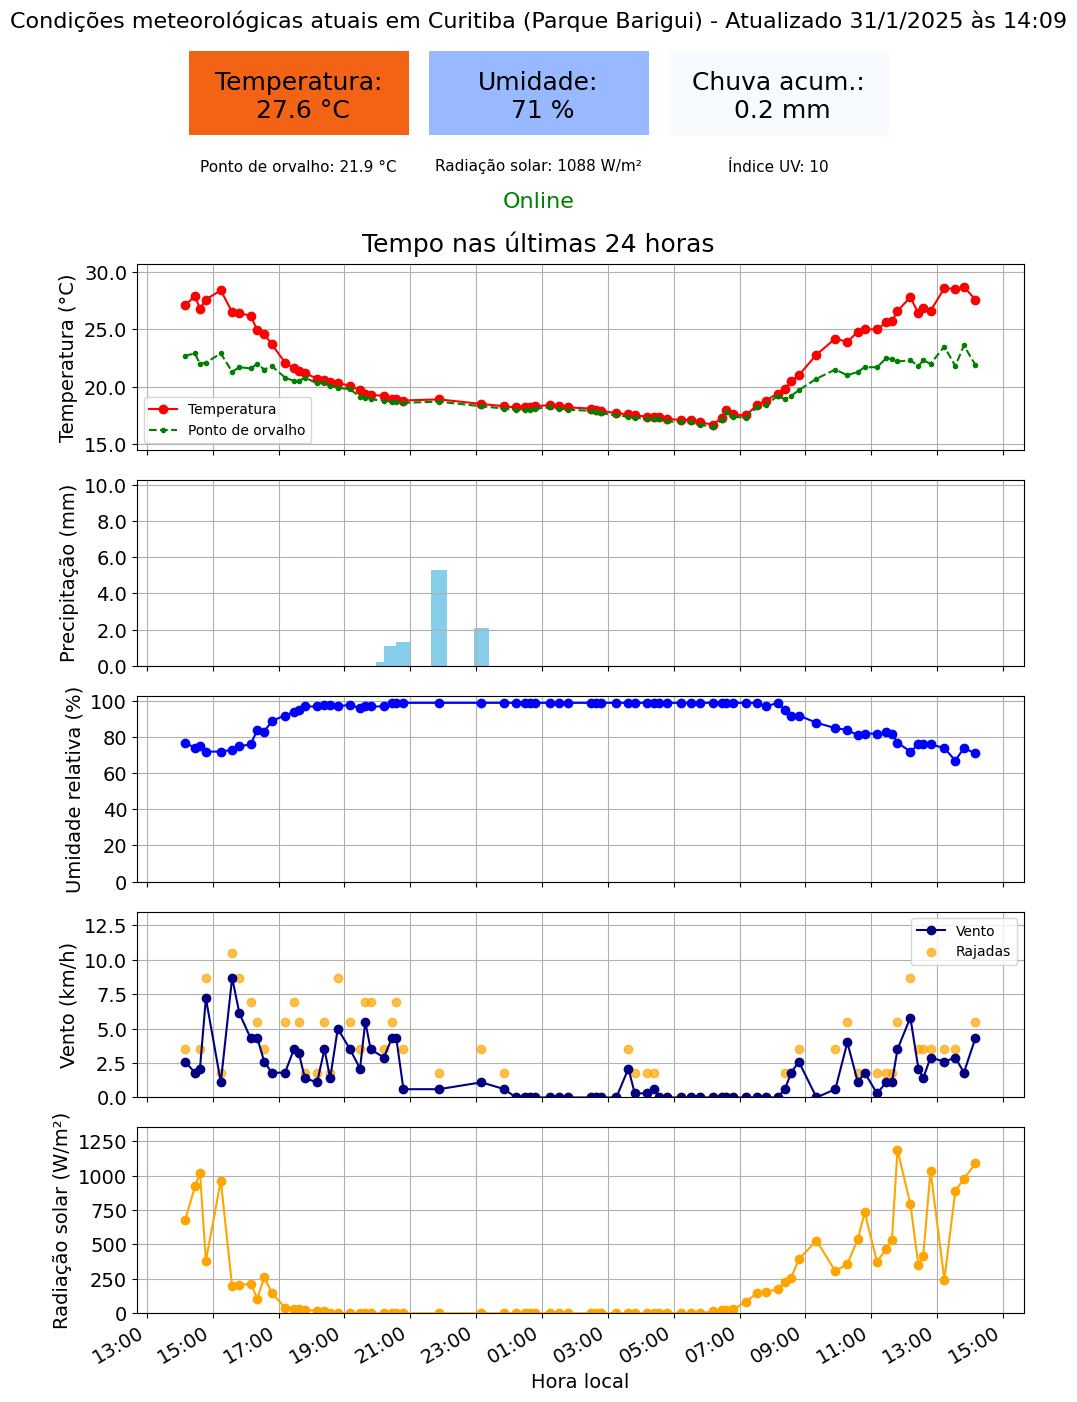 Condições meteorológicas atuais em Curitiba (Parque Barigui) - Atualizado 31/1/2025 às 14:09
Temperatura:
27.6 °C
Umidade:
71 %
Chuva acum.:
0.2 mm
Ponto de orvalho: 21.9 °C
Radiação solar: 1088 W/m²
Índice UV: 10
Online
Tempo nas últimas 24 horas
Temperatura (°C)
30.0
25.0
20.0
15.0
Temperatura
Ponto de orvalho
Precipitação (mm)
10.0
8.0
6.0
4.0
2.0
0.0
Umidade relativa (%)
100
80
60
40
20
0
Vento (km/h)
12.5
10.0
7.5
5.0
2.5
0.0
Vento
Rajadas
Radiação solar (W/m²)
1250
1000
750
500
250
0
13:00
15:00
17:00
19:00
21:00
23:00
01:00
03:00
05:00
07:00
09:00
11:00
13:00
15:00
Hora local